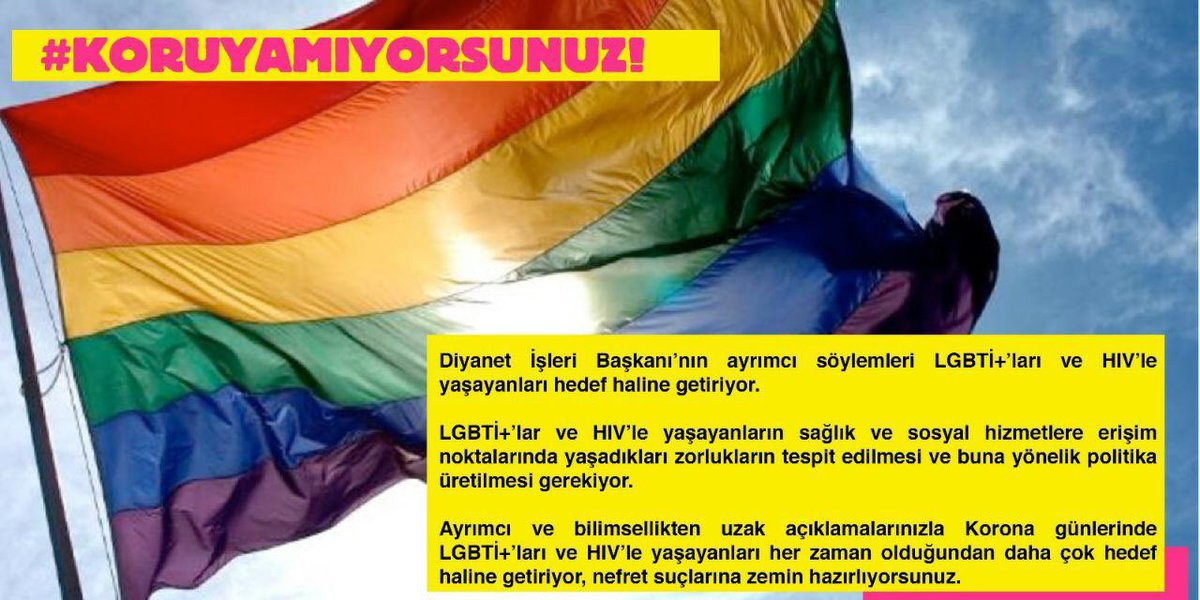 #KORUYAMIYORSUNUZ!
Diyanet İşleri Başkanı’nın ayrımcı söylemleri LGBTİ+’ları ve HIV’le
yaşayanları hedef haline getiriyor.
LGBTİ+’lar ve HIV’le yaşayanların sağlık ve sosyal hizmetlere erişim
noktalarında yaşadıkları zorlukların tespit edilmesi ve buna yönelik politika
üretilmesi gerekiyor.
Ayrımcı ve bilimsellikten uzak açıklamalarınızla Korona günlerinde
LGBTİ+’ları ve HIV’le yaşayanları her zaman olduğundan daha çok hedef
haline getiriyor, nefret suçlarına zemin hazırlıyorsunuz.